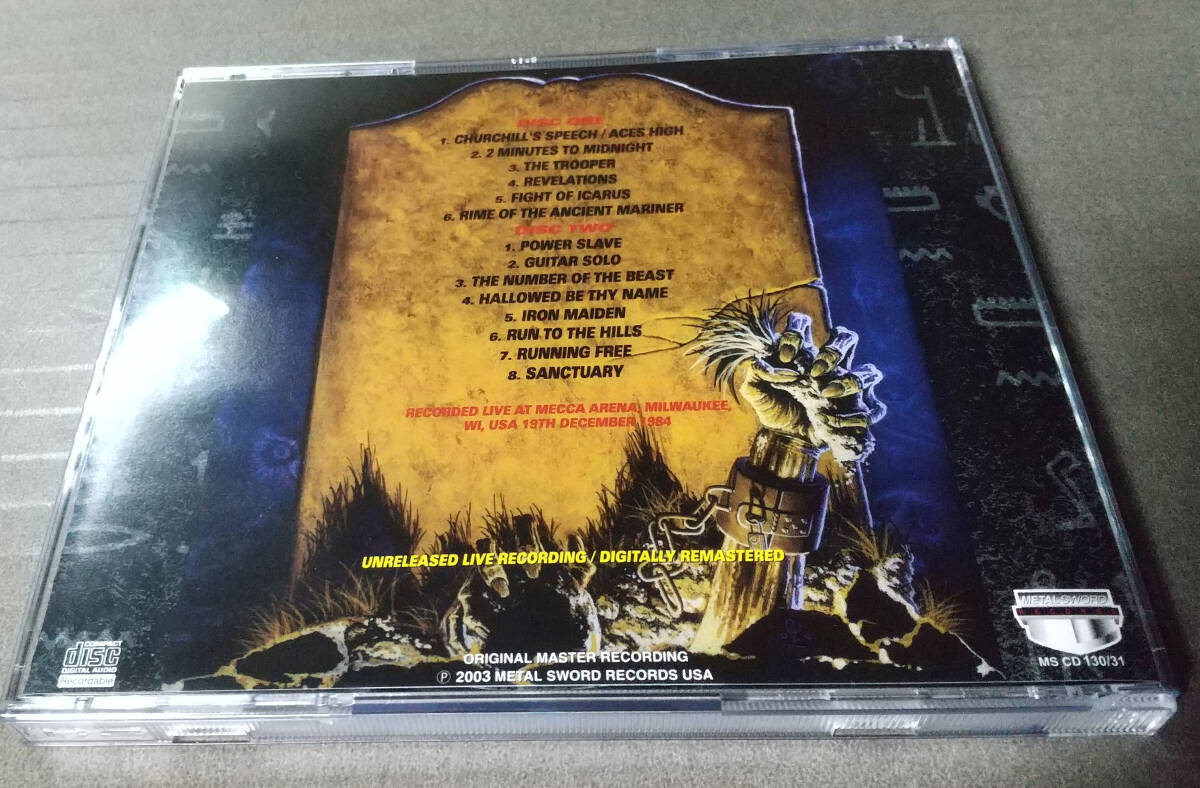 DISC ONE
1. CHURCHILL'S SPEECH / ACES HIGH
2. 2 MINUTES TO MIDNIGHT
3. THE TROOPER
4. REVELATIONS
5. FIGHT OF ICARUS
6. RIME OF THE ANCIENT MARINER
DISC TWO
1. POWER SLAVE
2. GUITAR SOLO
3. THE NUMBER OF THE BEAST
4. HALLOWED BE THY NAME
5. IRON MAIDEN
6. RUN TO THE HILLS
7. RUNNING FREE
8. SANCTUARY
RECORDED LIVE AT MECCA ARENA, MILWAUKEE,
WI, USA 19TH DECEMBER 1984
UNRELEASED LIVE RECORDING / DIGITALLY REMASTERED
ORIGINAL MASTER RECORDING
℗ 2003 METAL SWORD RECORDS USA
COMPACT
disc
DIGITAL AUDIO
Recordable
METAL SWORD
MS CD 130/31